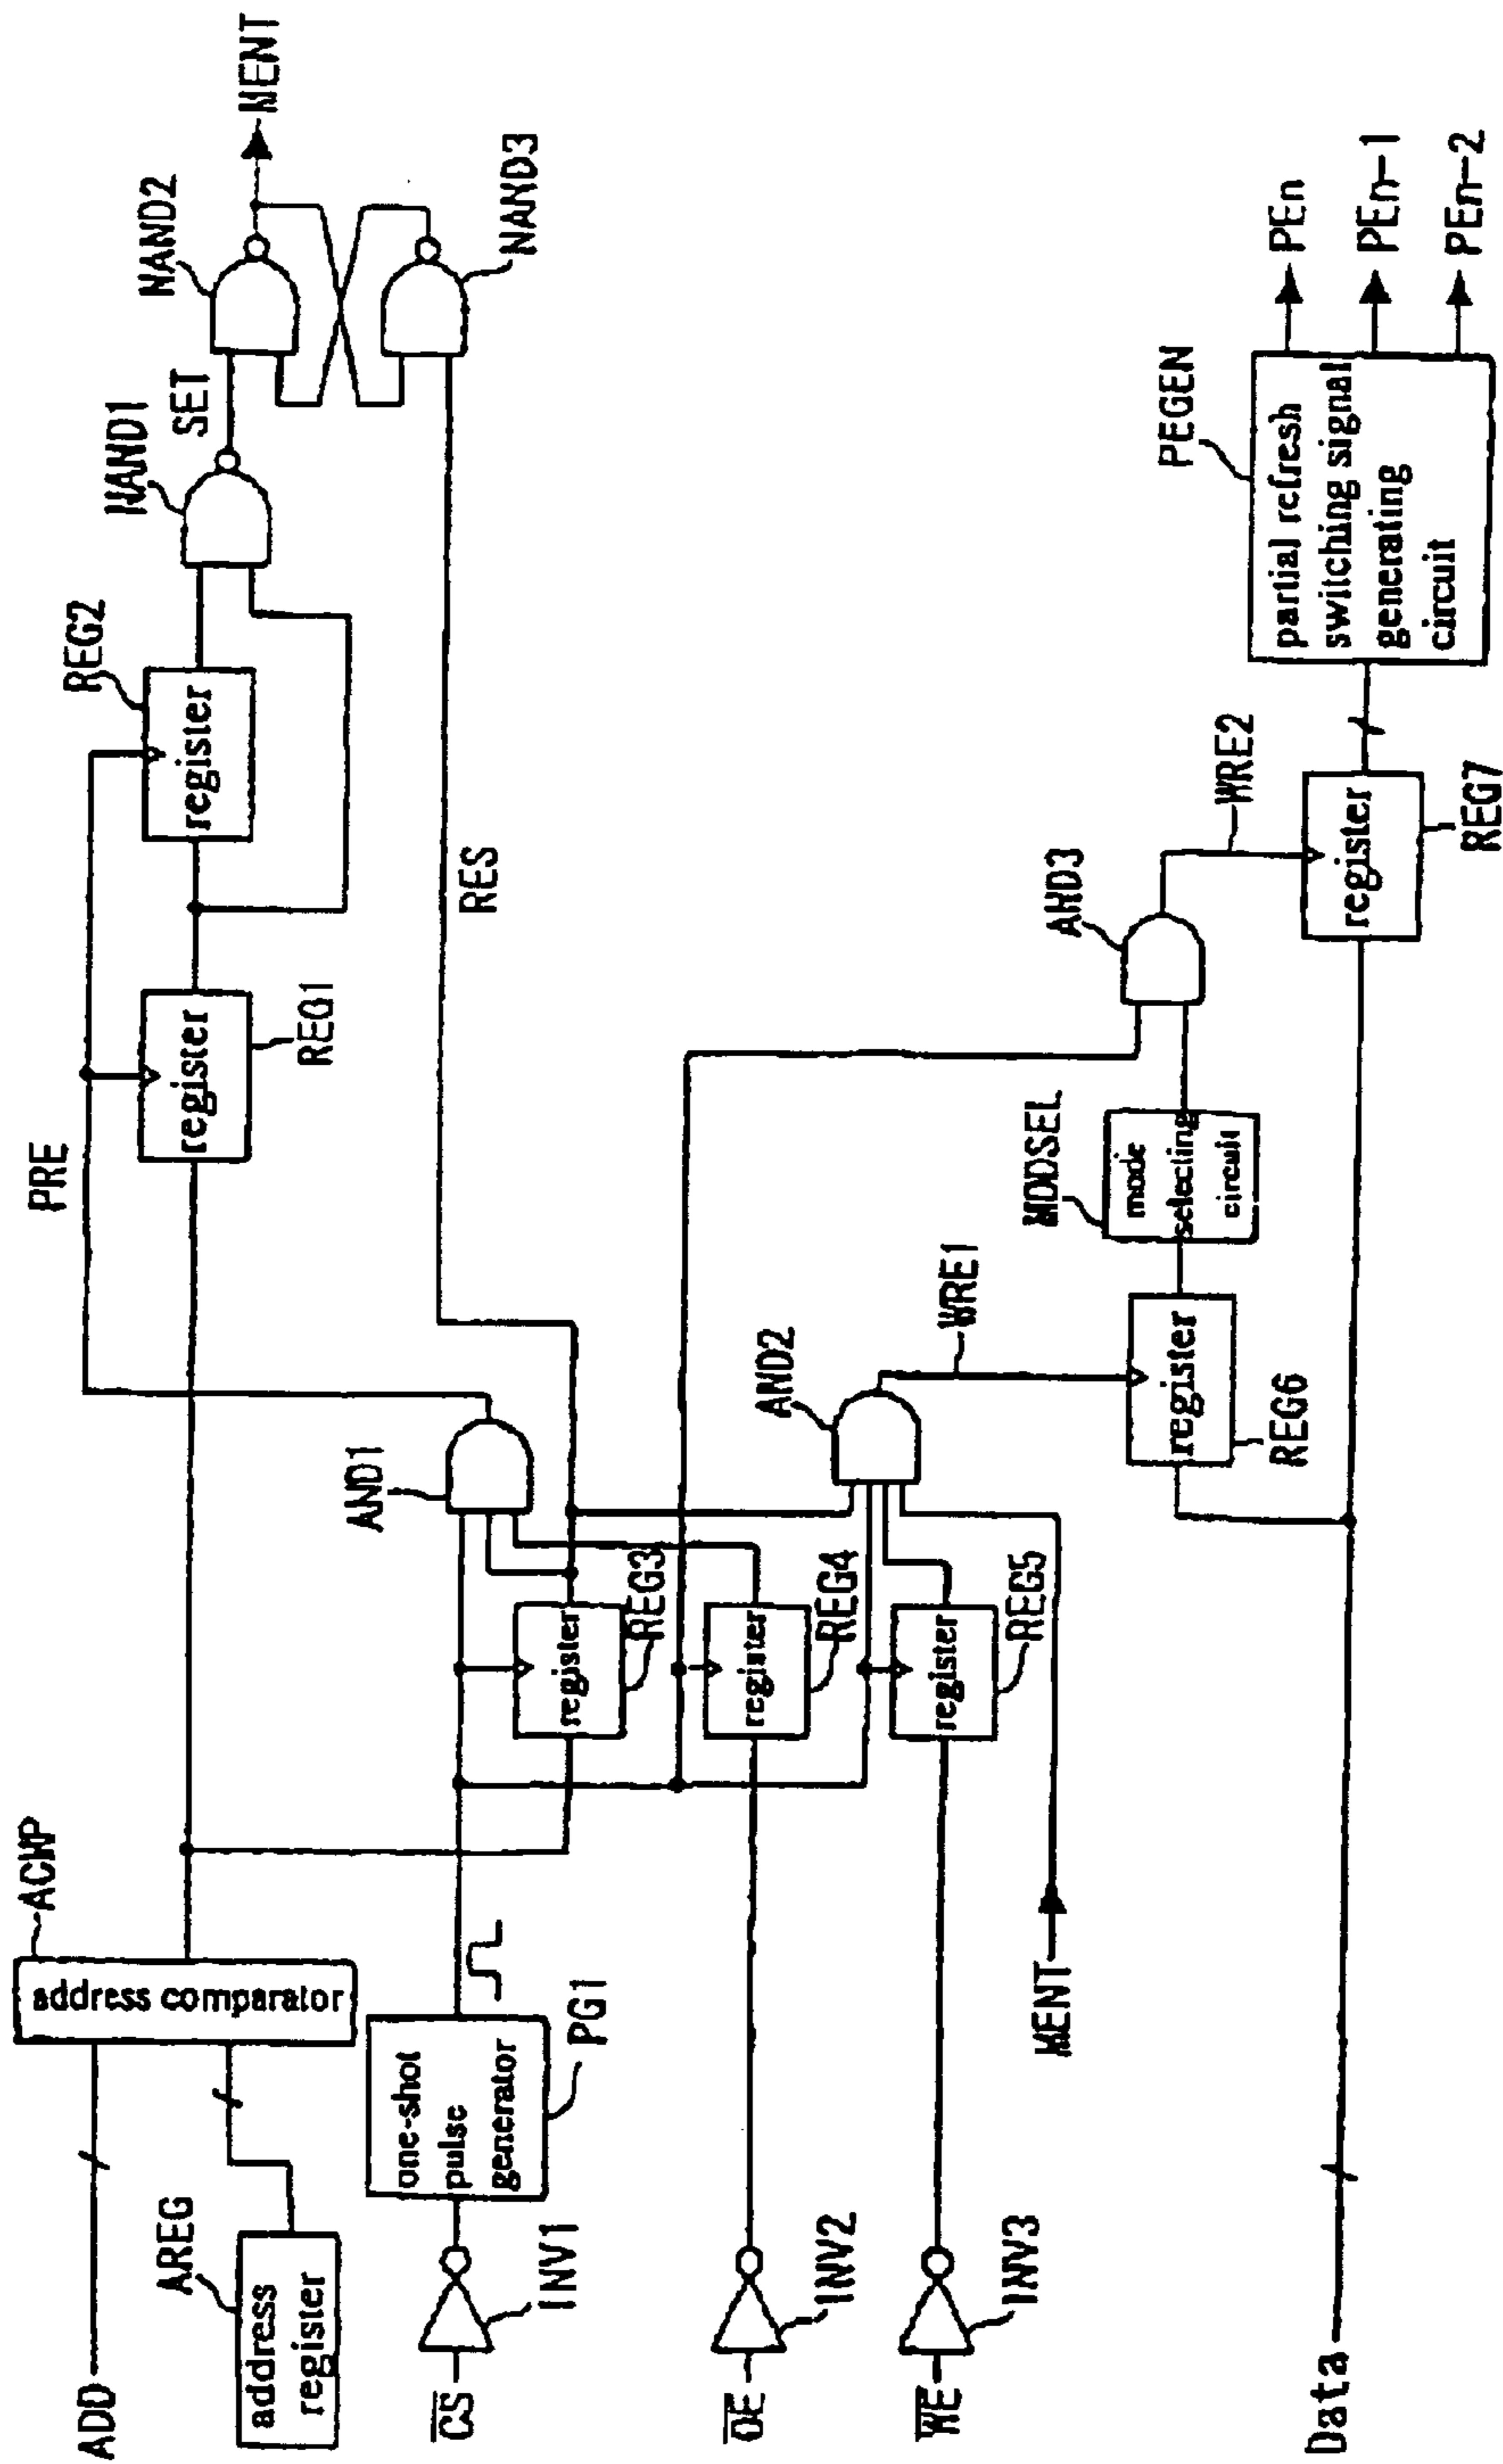 ADD
AREG
address
register
address comparator
ACMP
CS
INV1
one-shot
pulse
generator
PG1
OE
INV2
WE
INV3
MENT
Data
register
REG3
register
REG4
register
REG5
AND1
AND2
PRE
RES
WRE1
register
REG6
MODSEL
mode
selecting
circuit
AND3
WRE2
register
REG7
register
REG1
register
REG2
NAND1
SET
NAND2
NAND3
MENT
PEGEN
partial refresh
switching signal
generating
circuit
PEn
PEn-1
PEn-2